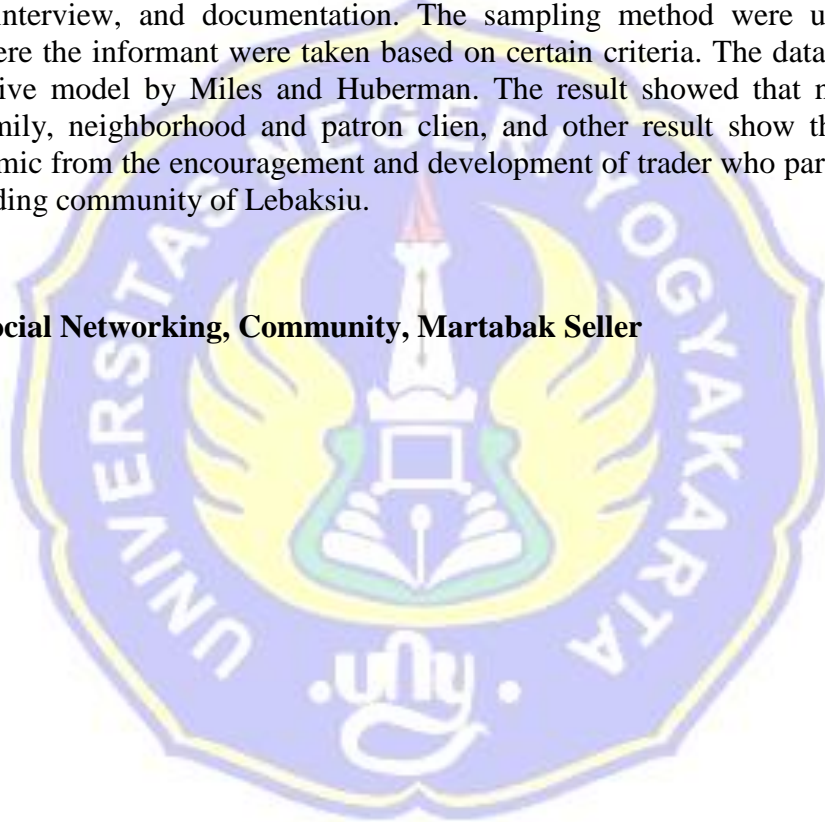 interview, and documentation. The sampling method were u
ere the informant were taken based on certain criteria. The data
ive model by Miles and Huberman. The result showed that n
mily, neighborhood and patron clien, and other result show th
mic from the encouragement and development of trader who par
ding community of Lebaksiu.
ocial Networking, Community, Martabak Seller
UNIVERSITAS NEGERI YOGYAKARTA
uny